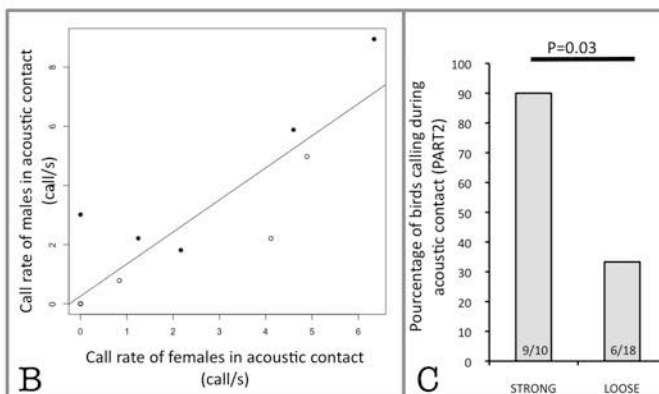 Call rate of males in acoustic contact
(call/s)
8
6
4
2
0
0 1 2 3 4 5 6
Call rate of females in acoustic contact
(call/s)
B
P=0.03
Pourcentage of birds calling during
acoustic contact (PART2)
100
90
80
70
60
50
40
30
20
10
0
9/10 6/18
STRONG LOOSE
C